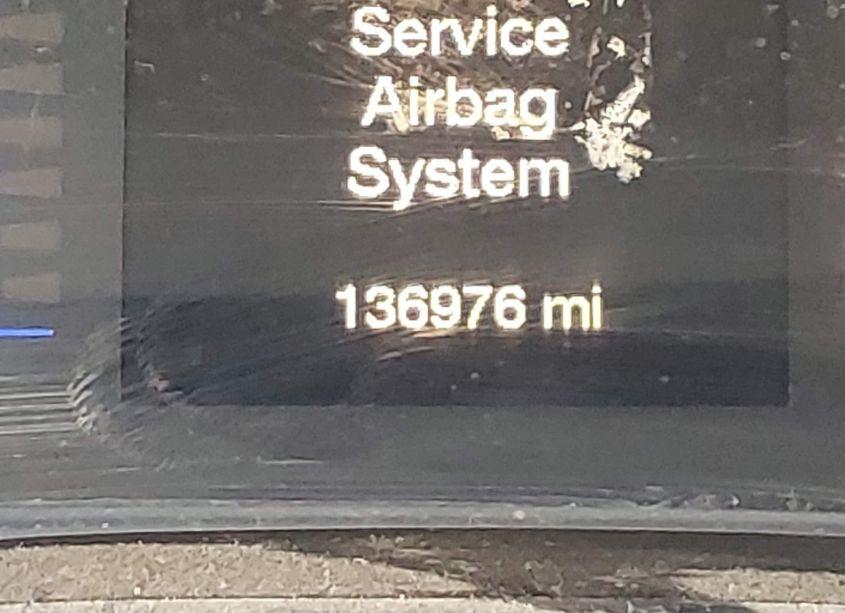 Service
Airbag
System
136976 mi